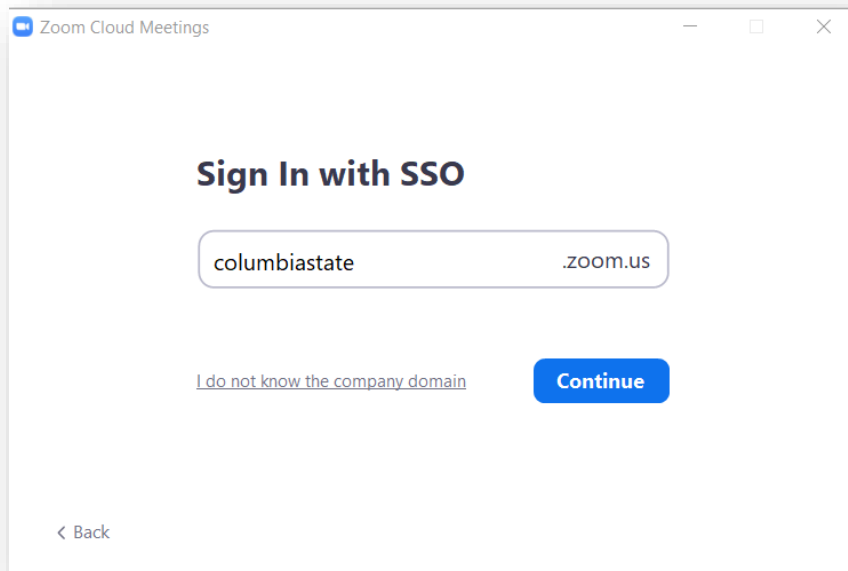 Zoom Cloud Meetings
Sign In with SSO
columbiastate .zoom.us
I do not know the company domain Continue
Back